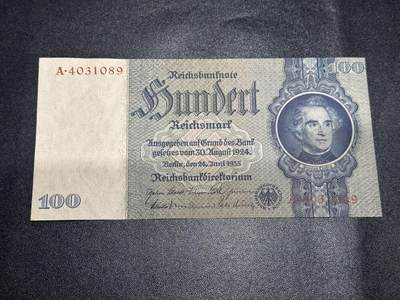 A·4031089
Reichsbanknote
100
Hundert
Reichsmark
Ausgegeben auf Grund des Bank-
gesetzes vom 30. August 1924
Berlin, den 24. Juni 1935
Reichsbankdirektorium
100